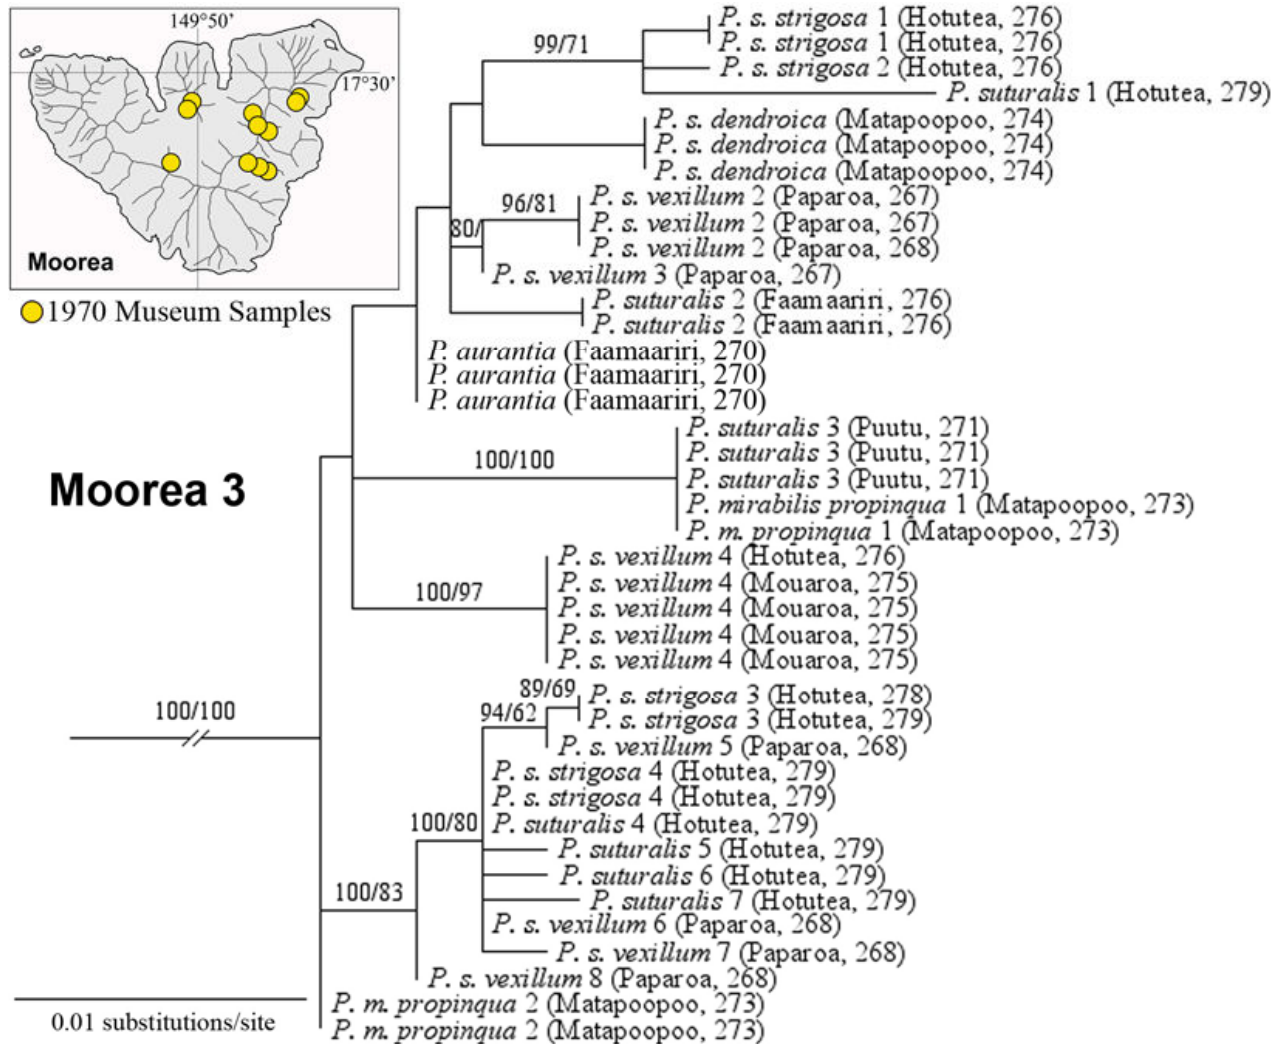 149°50'
17°30'
Moorea
1970 Museum Samples
Moorea 3
100/100
0.01 substitutions/site
99/71
P. s. strigosa 1 (Hotutea, 276)
P. s. strigosa 1 (Hotutea, 276)
P. s. strigosa 2 (Hotutea, 276)
P. suturalis 1 (Hotutea, 279)
P. s. dendroica (Matapoopoo, 274)
P. s. dendroica (Matapoopoo, 274)
P. s. dendroica (Matapoopoo, 274)
96/81
80/
P. s. vexillum 2 (Paparoa, 267)
P. s. vexillum 2 (Paparoa, 267)
P. s. vexillum 2 (Paparoa, 268)
P. s. vexillum 3 (Paparoa, 267)
P. suturalis 2 (Faamaariri, 276)
P. suturalis 2 (Faamaariri, 276)
P. aurantia (Faamaariri, 270)
P. aurantia (Faamaariri, 270)
P. aurantia (Faamaariri, 270)
100/100
P. suturalis 3 (Puutu, 271)
P. suturalis 3 (Puutu, 271)
P. suturalis 3 (Puutu, 271)
P. mirabilis propinqua 1 (Matapoopoo, 273)
P. m. propinqua 1 (Matapoopoo, 273)
100/97
P. s. vexillum 4 (Hotutea, 276)
P. s. vexillum 4 (Mouaroa, 275)
P. s. vexillum 4 (Mouaroa, 275)
P. s. vexillum 4 (Mouaroa, 275)
P. s. vexillum 4 (Mouaroa, 275)
89/69
94/62
P. s. strigosa 3 (Hotutea, 278)
P. s. strigosa 3 (Hotutea, 279)
P. s. vexillum 5 (Paparoa, 268)
P. s. strigosa 4 (Hotutea, 279)
P. s. strigosa 4 (Hotutea, 279)
100/80
P. suturalis 4 (Hotutea, 279)
P. suturalis 5 (Hotutea, 279)
P. suturalis 6 (Hotutea, 279)
100/83
P. suturalis 7 (Hotutea, 279)
P. s. vexillum 6 (Paparoa, 268)
P. s. vexillum 7 (Paparoa, 268)
P. s. vexillum 8 (Paparoa, 268)
P. m. propinqua 2 (Matapoopoo, 273)
P. m. propinqua 2 (Matapoopoo, 273)